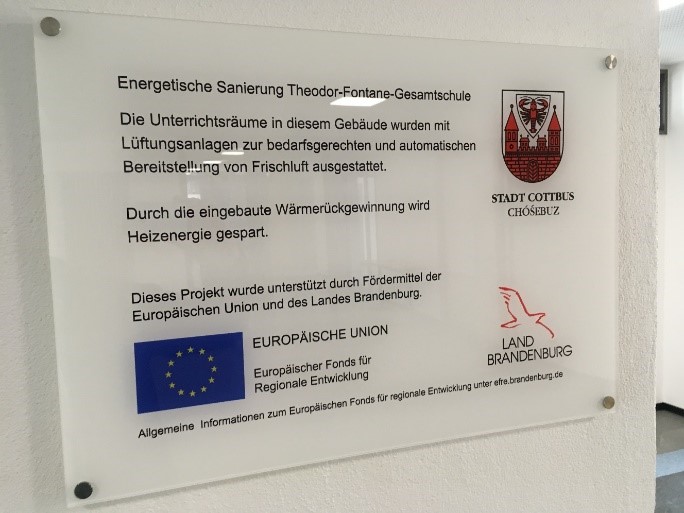 Energetische Sanierung Theodor-Fontane-Gesamtschule
Die Unterrichtsräume in diesem Gebäude wurden mit
Lüftungsanlagen zur bedarfsgerechten und automatischen
Bereitstellung von Frischluft ausgestattet.
STADT COTTBUS
CHÓŚEBUZ
Durch die eingebaute Wärmerückgewinnung wird
Heizenergie gespart.
Dieses Projekt wurde unterstützt durch Fördermittel der
Europäischen Union und des Landes Brandenburg.
EUROPÄISCHE UNION
Europäischer Fonds für
Regionale Entwicklung
LAND
BRANDENBURG
Allgemeine Informationen zum Europäischen Fonds für regionale Entwicklung unter efre.brandenburg.de